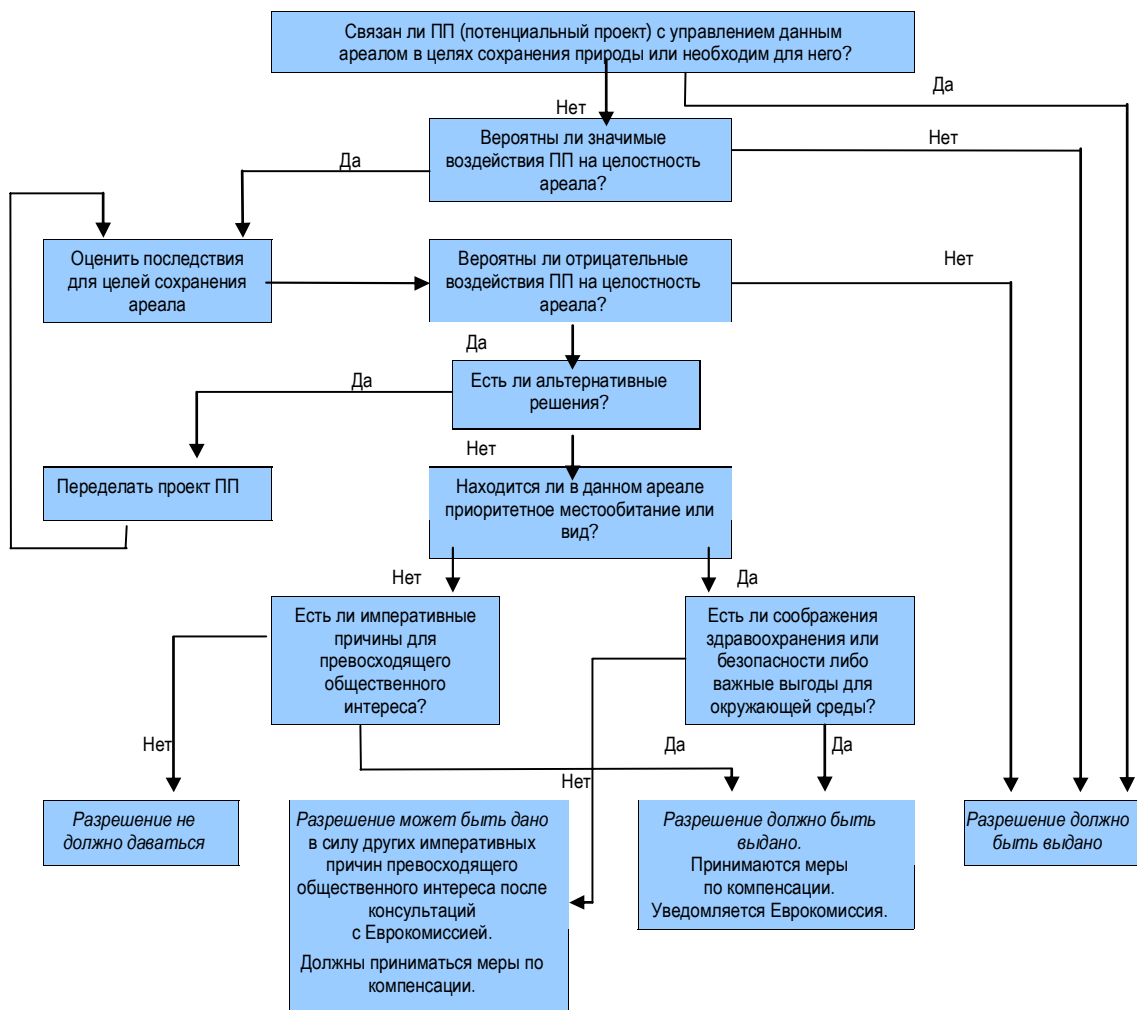 Связан ли ПП (потенциальный проект) с управлением данным
ареалом в целях сохранения природы или необходим для него?
Да
Нет
Вероятны ли значимые
воздействия ПП на целостность
ареала?
Нет
Да
Оценить последствия
для целей сохранения
ареала
Вероятны ли отрицательные
воздействия ПП на целостность
ареала?
Нет
Да
Есть ли альтернативные
решения?
Да
Нет
Переделать проект ПП
Находится ли в данном ареале
приоритетное местообитание или
вид?
Нет
Да
Есть ли императивные
причины для
превосходящего
общественного
интереса?
Есть ли соображения
здравоохранения или
безопасности либо
важные выгоды для
окружающей среды?
Нет
Да
Да
Нет
Разрешение не
должно даваться
Разрешение может быть дано
в силу других императивных
причин превосходящего
общественного интереса после
консультаций
с Еврокомиссией.
Должны приниматься меры по
компенсации.
Разрешение должно быть
выдано.
Принимаются меры
по компенсации.
Уведомляется Еврокомиссия.
Разрешение должно
быть выдано